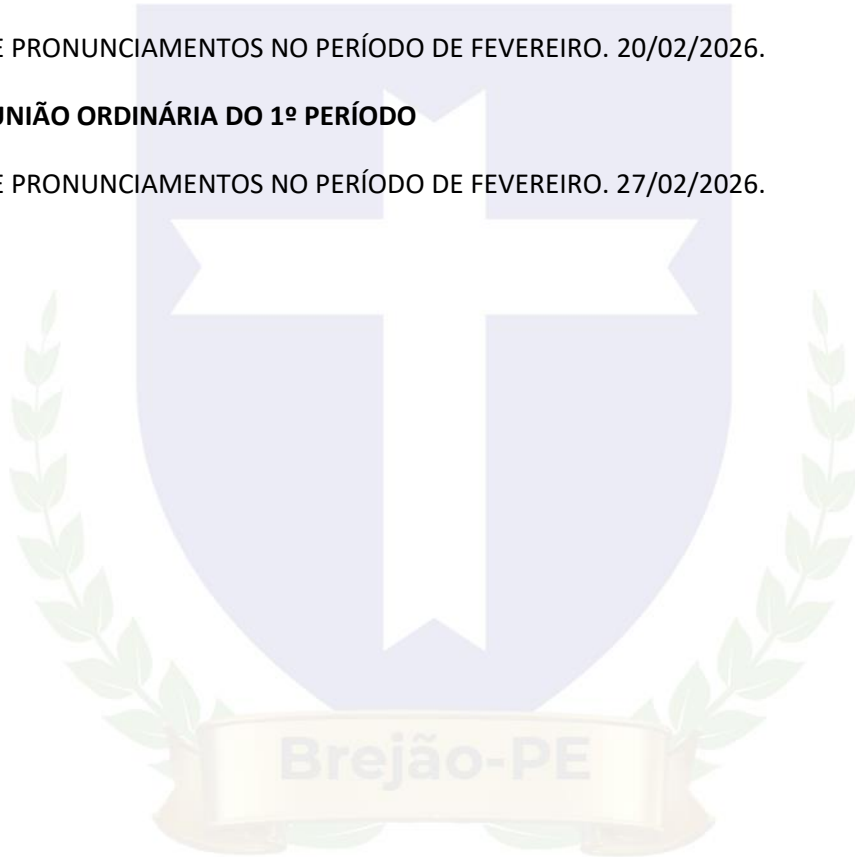 E PRONUNCIAMENTOS NO PERÍODO DE FEVEREIRO. 20/02/2026.
UNIÃO ORDINÁRIA DO 1º PERÍODO
E PRONUNCIAMENTOS NO PERÍODO DE FEVEREIRO. 27/02/2026.
Brejão-PE